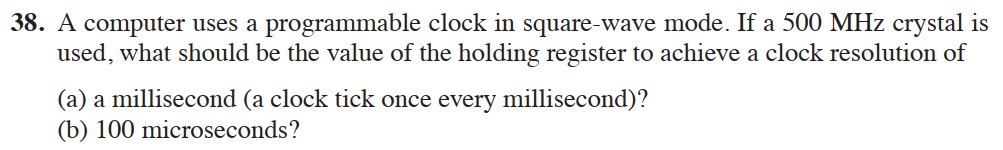 38. A computer uses a programmable clock in square-wave mode. If a 500 MHz crystal is
used, what should be the value of the holding register to achieve a clock resolution of
(a) a millisecond (a clock tick once every millisecond)?
(b) 100 microseconds?